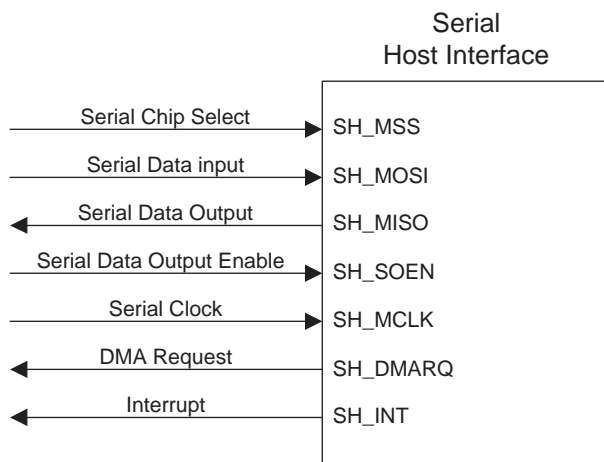 Serial
Host Interface
Serial Chip Select
SH_MSS
Serial Data input
SH_MOSI
Serial Data Output
SH_MISO
Serial Data Output Enable
SH_SOEN
Serial Clock
SH_MCLK
DMA Request
SH_DMARQ
Interrupt
SH_INT